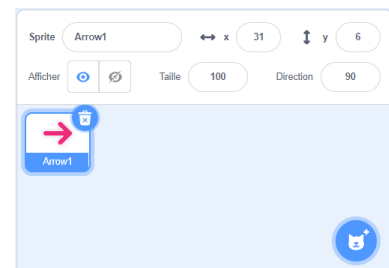 Sprite Arrow1 x 31 y 6
Afficher Taille 100 Direction 90
Arrow1